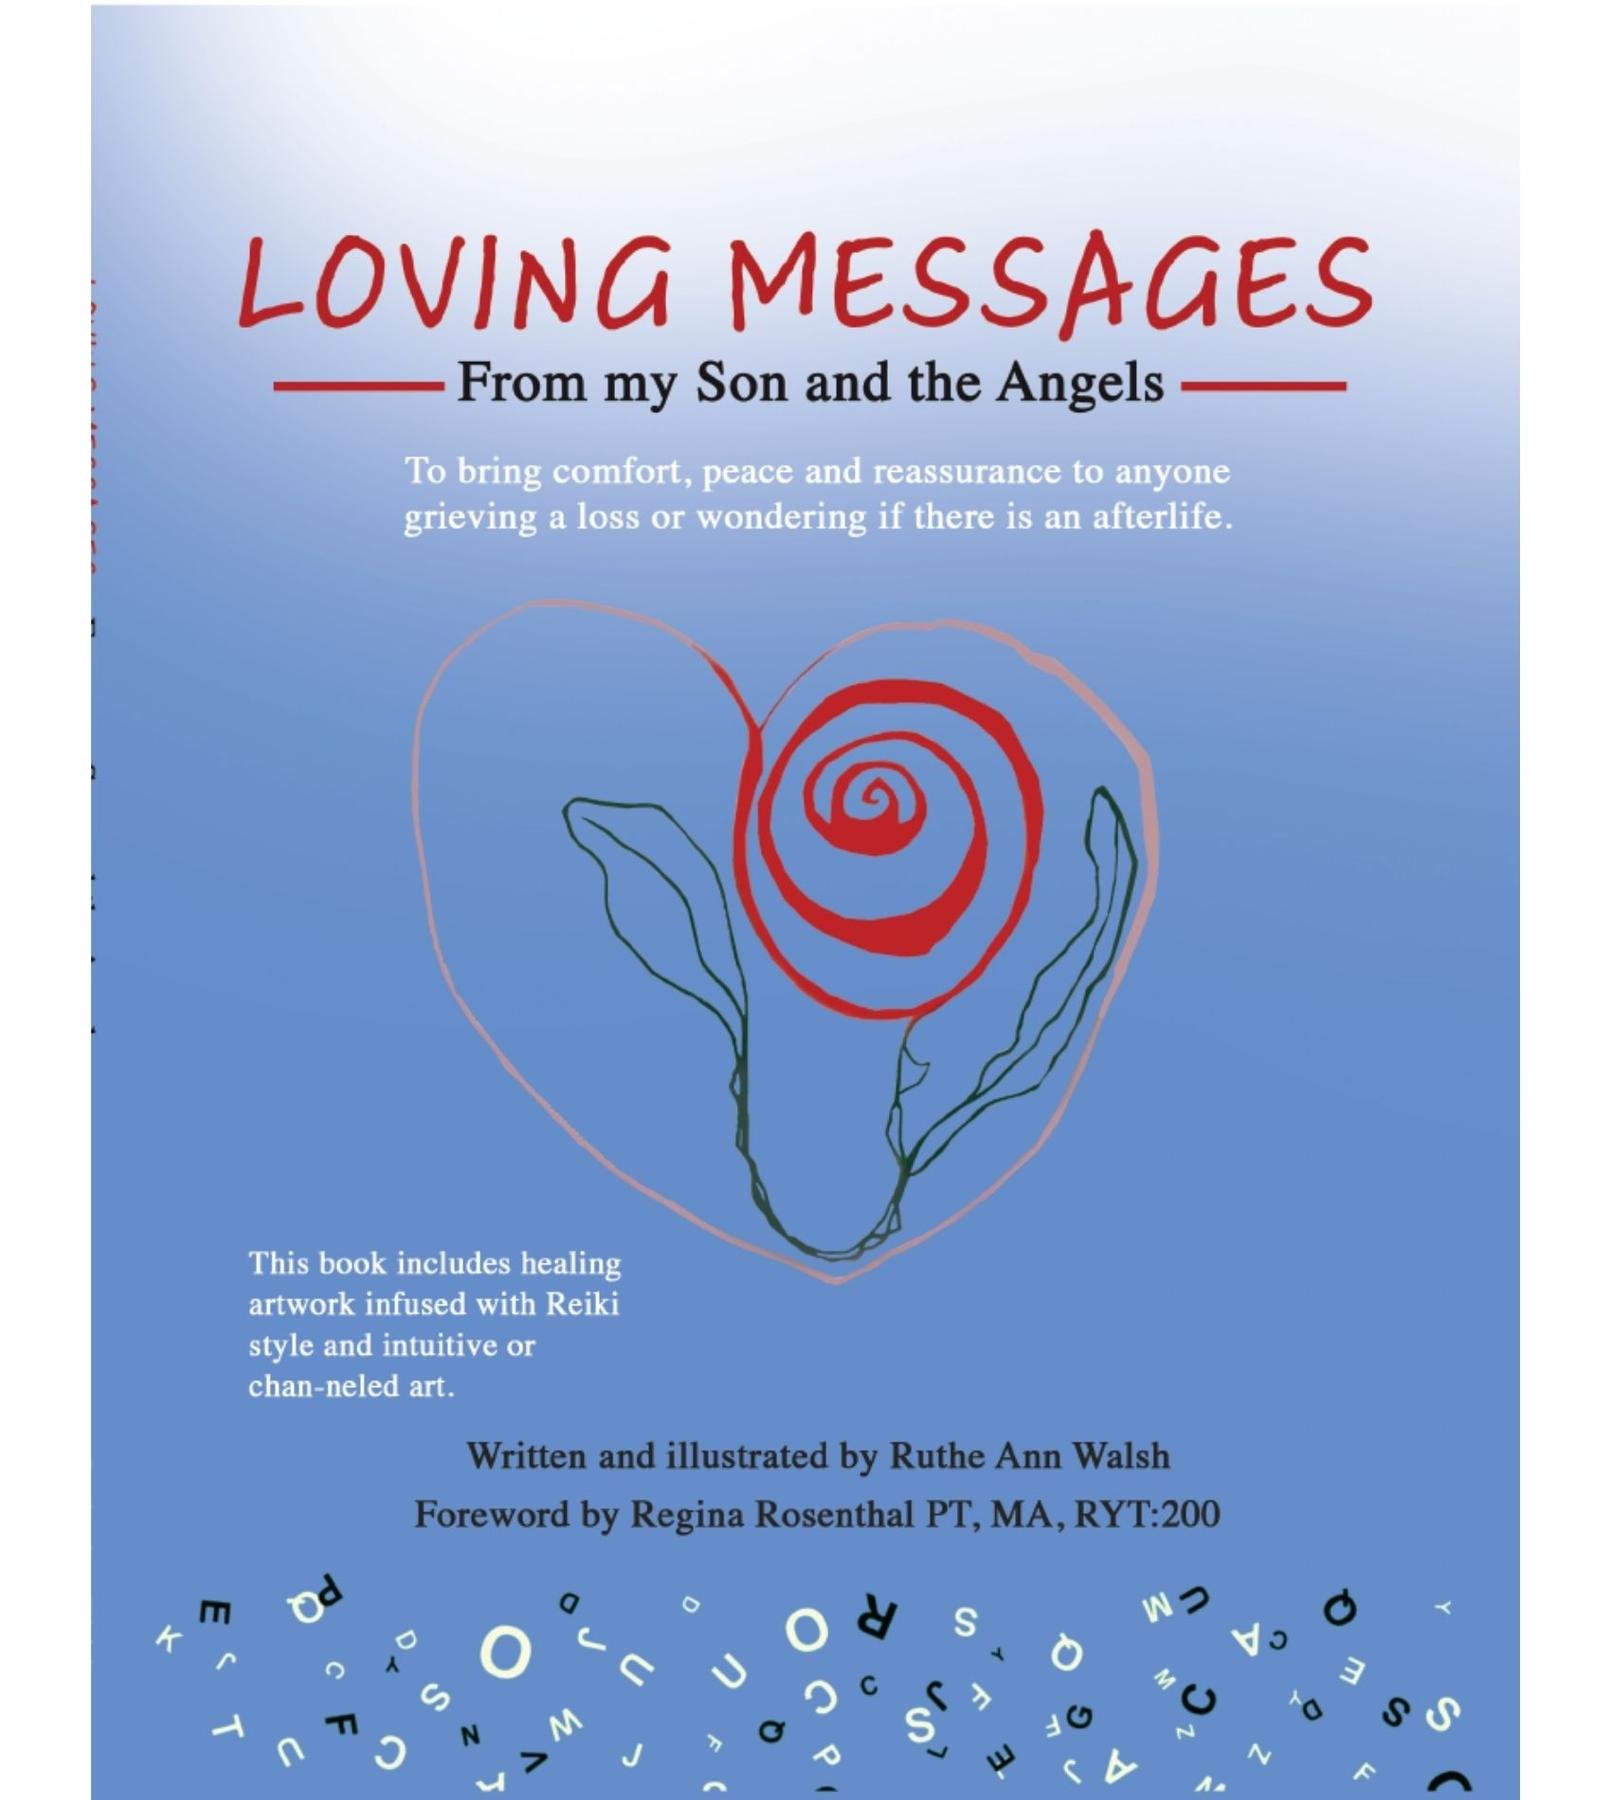 LOVING MESSAGES
From my Son and the Angels
To bring comfort, peace and reassurance to anyone
grieving a loss or wondering if there is an afterlife.
This book includes healing
artwork infused with Reiki
style and intuitive or
chan-neled art.
Written and illustrated by Ruthe Ann Walsh
Foreword by Regina Rosenthal PT, MA, RYT:200